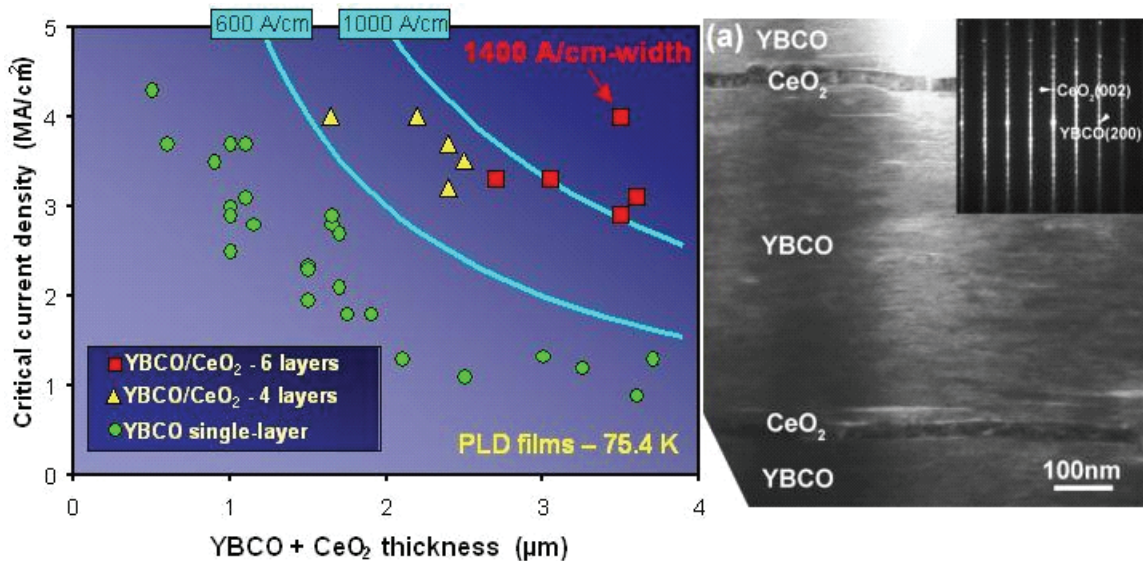 600 A/cm
1000 A/cm
1400 A/cm-width
Critical current density (MA/cm²)
5
4
3
2
1
0
YBCO/CeO₂ - 6 layers
YBCO/CeO₂ - 4 layers
YBCO single-layer
PLD films – 75.4 K
0
1
2
3
4
YBCO + CeO₂ thickness (µm)
(a)
YBCO
CeO₂
CeO₂(002)
YBCO(200)
YBCO
CeO₂
YBCO
100nm